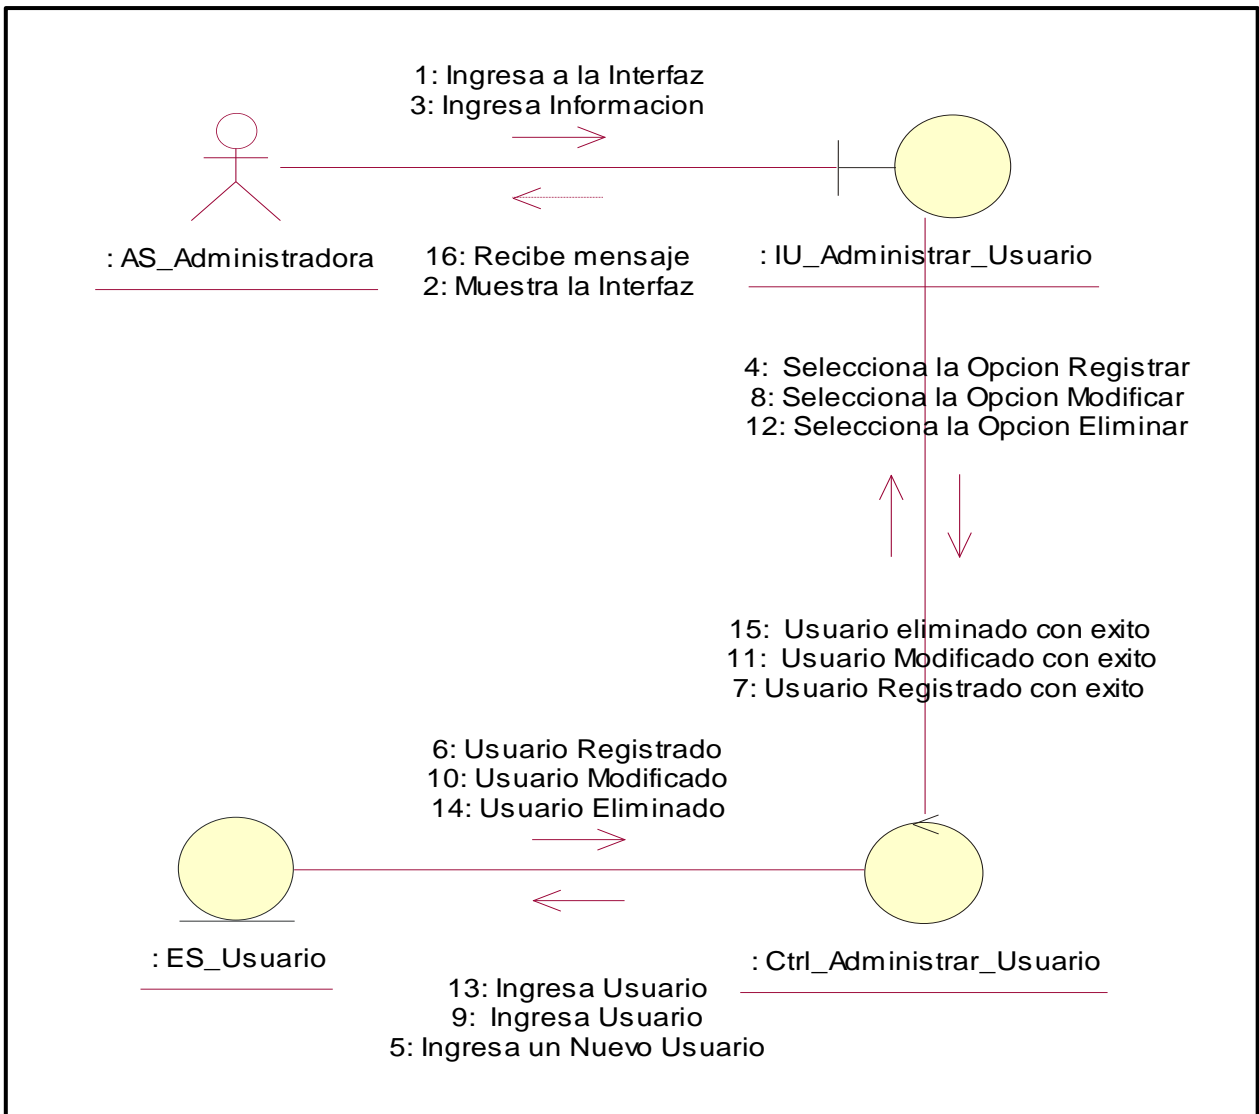 1: Ingresa a la Interfaz
3: Ingresa Informacion
: AS_Administradora
16: Recibe mensaje
2: Muestra la Interfaz
: IU_Administrar_Usuario
4:  Selecciona la Opcion Registrar
8: Selecciona la Opcion Modificar
12: Selecciona la Opcion Eliminar
15:  Usuario eliminado con exito
11:  Usuario Modificado con exito
7: Usuario Registrado con exito
6: Usuario Registrado
10: Usuario Modificado
14: Usuario Eliminado
: ES_Usuario
: Ctrl_Administrar_Usuario
13: Ingresa Usuario
9:  Ingresa Usuario
5: Ingresa un Nuevo Usuario